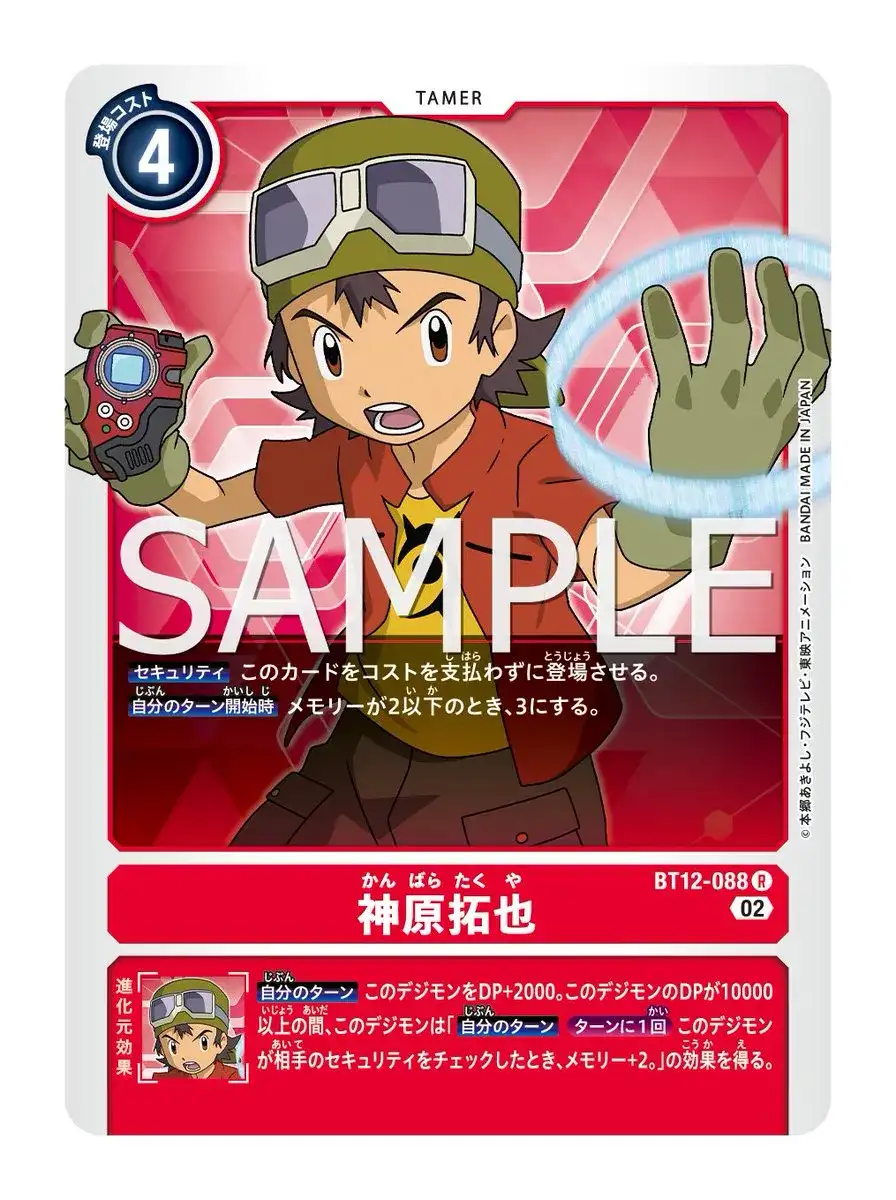 TAMER
登場コスト
4
SAMPLE
セキュリティ このカードをコストを支払わずに登場させる。
自分のターン開始時 メモリーが2以下のとき、3にする。
©本郷あきよし・フジテレビ・東映アニメーション BANDAI MADE IN JAPAN
かん ばら たく や
神原拓也
BT12-088 R
02
進化元効果
自分のターン このデジモンをDP+2000。このデジモンのDPが10000
以上の間、このデジモンは「 自分のターン ターンに1回 このデジモン
が相手のセキュリティをチェックしたとき、メモリー+2。」の効果を得る。